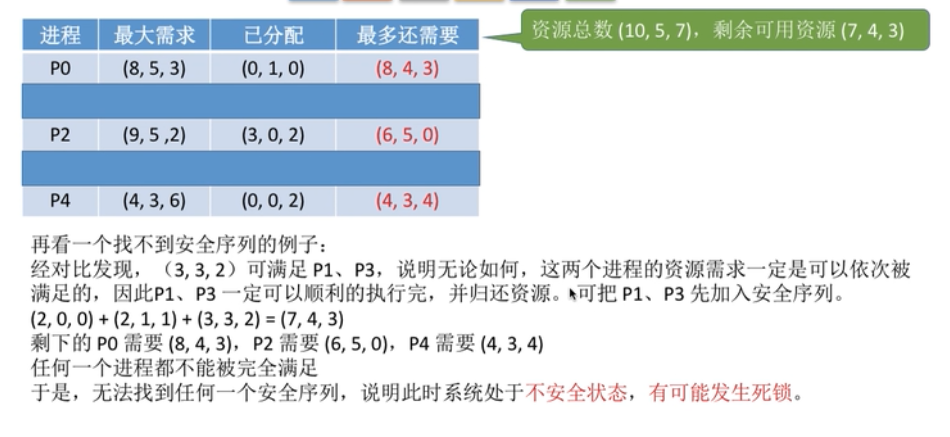 进程 最大需求 已分配 最多还需要
资源总数 (10, 5, 7)，剩余可用资源 (7, 4, 3)
P0 (8, 5, 3) (0, 1, 0) (8, 4, 3)
P2 (9, 5 ,2) (3, 0, 2) (6, 5, 0)
P4 (4, 3, 6) (0, 0, 2) (4, 3, 4)
再看一个找不到安全序列的例子：
经对比发现，（3, 3, 2）可满足 P1、P3，说明无论如何，这两个进程的资源需求一定是可以依次被
满足的，因此P1、P3 一定可以顺利的执行完，并归还资源。可把 P1、P3 先加入安全序列。
(2, 0, 0) + (2, 1, 1) + (3, 3, 2) = (7, 4, 3)
剩下的 P0 需要 (8, 4, 3)，P2 需要 (6, 5, 0)，P4 需要 (4, 3, 4)
任何一个进程都不能被完全满足
于是，无法找到任何一个安全序列，说明此时系统处于不安全状态，有可能发生死锁。